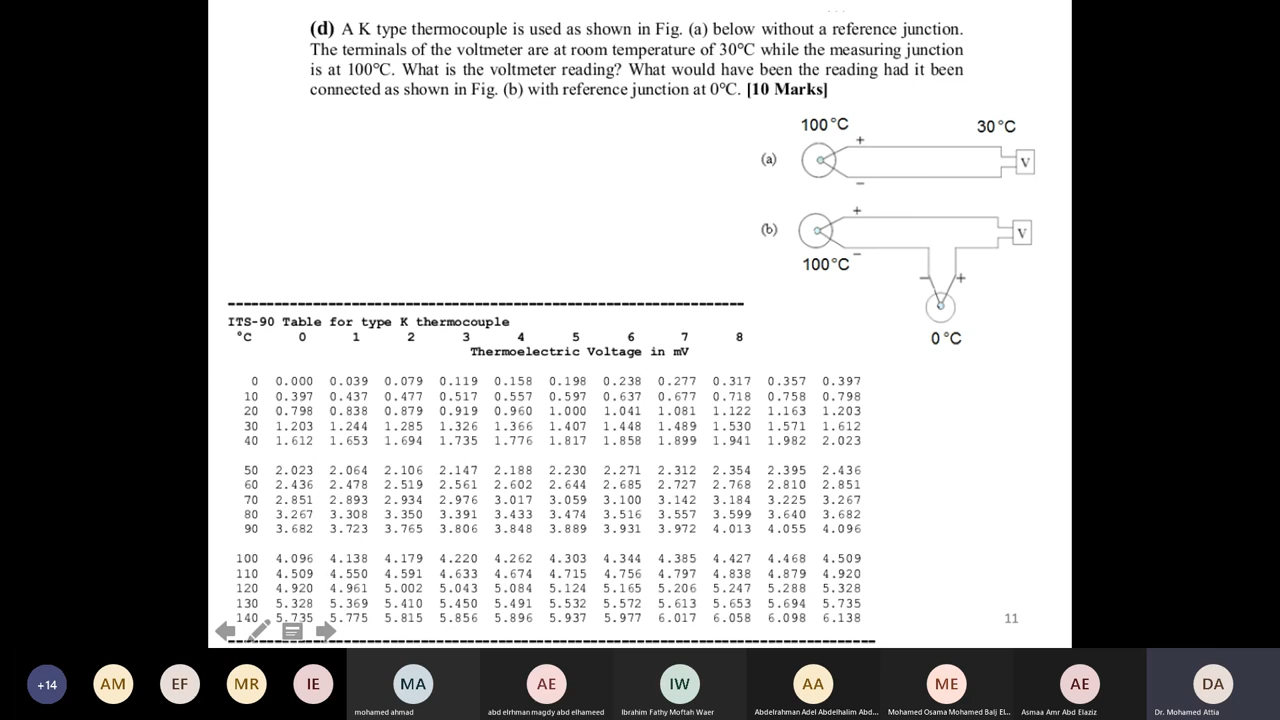 (d) A K type thermocouple is used as shown in Fig. (a) below without a reference junction.
The terminals of the voltmeter are at room temperature of 30°C while the measuring junction
is at 100°C. What is the voltmeter reading? What would have been the reading had it been
connected as shown in Fig. (b) with reference junction at 0°C. [10 Marks]
100°C 30°C
+
(a) V
–
+
(b) V
–
100°C
– +
0°C
ITS-90 Table for type K thermocouple
°C 0 1 2 3 4 5 6 7 8
Thermoelectric Voltage in mV
0 0.000 0.039 0.079 0.119 0.158 0.198 0.238 0.277 0.317 0.357 0.397
10 0.397 0.437 0.477 0.517 0.557 0.597 0.637 0.677 0.718 0.758 0.798
20 0.798 0.838 0.879 0.919 0.960 1.000 1.041 1.081 1.122 1.163 1.203
30 1.203 1.244 1.285 1.326 1.366 1.407 1.448 1.489 1.530 1.571 1.612
40 1.612 1.653 1.694 1.735 1.776 1.817 1.858 1.899 1.941 1.982 2.023
50 2.023 2.064 2.106 2.147 2.188 2.230 2.271 2.312 2.354 2.395 2.436
60 2.436 2.478 2.519 2.561 2.602 2.644 2.685 2.727 2.768 2.810 2.851
70 2.851 2.893 2.934 2.976 3.017 3.059 3.100 3.142 3.184 3.225 3.267
80 3.267 3.308 3.350 3.391 3.433 3.474 3.516 3.557 3.599 3.640 3.682
90 3.682 3.723 3.765 3.806 3.848 3.889 3.931 3.972 4.013 4.055 4.096
100 4.096 4.138 4.179 4.220 4.262 4.303 4.344 4.385 4.427 4.468 4.509
110 4.509 4.550 4.591 4.633 4.674 4.715 4.756 4.797 4.838 4.879 4.920
120 4.920 4.961 5.002 5.043 5.084 5.124 5.165 5.206 5.247 5.288 5.328
130 5.328 5.369 5.410 5.450 5.491 5.532 5.572 5.613 5.653 5.694 5.735
140 5.735 5.775 5.815 5.856 5.896 5.937 5.977 6.017 6.058 6.098 6.138
11
+14 AM EF MR IE MA AE IW AA ME AE DA
mohamed ahmad abd elrhman magdy abd elhameed Ibrahim Fathy Moftah Waer Abdelrahman Adel Abdelhalim Abd... Mohamed Osama Mohamed Balj El... Asmaa Amr Abd Elaziz Dr. Mohamed Attia